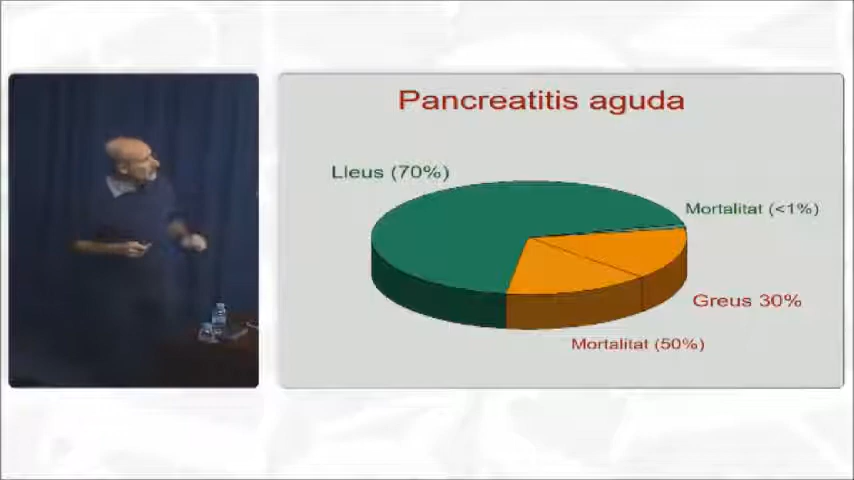 Pancreatitis aguda
Lleus (70%)
Mortalitat (<1%)
Greus 30%
Mortalitat (50%)